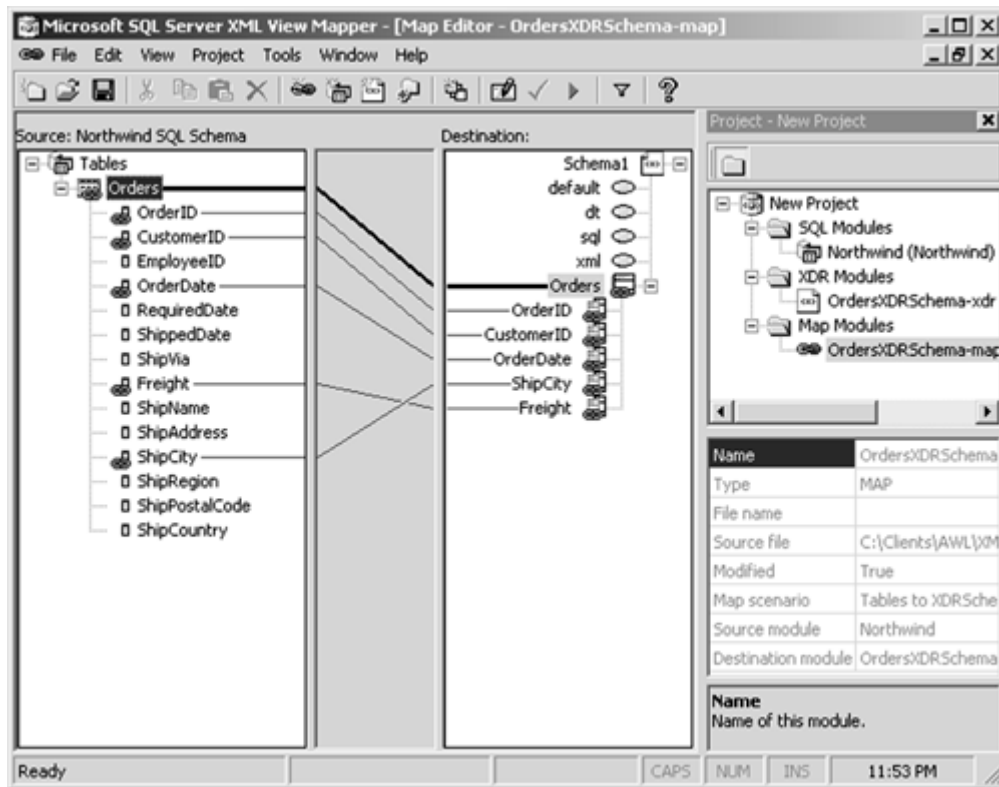 Microsoft SQL Server XML View Mapper - [Map Editor - OrdersXDRSchema-map]
File Edit View Project Tools Window Help
Source: Northwind SQL Schema
Tables
Orders
OrderID
CustomerID
EmployeeID
OrderDate
RequiredDate
ShippedDate
ShipVia
Freight
ShipName
ShipAddress
ShipCity
ShipRegion
ShipPostalCode
ShipCountry
Destination:
Schema1
default
dt
sql
xml
Orders
OrderID
CustomerID
OrderDate
ShipCity
Freight
Project - New Project
New Project
SQL Modules
Northwind (Northwind)
XDR Modules
OrdersXDRSchema-xdr
Map Modules
OrdersXDRSchema-map
Name OrdersXDRSchema
Type MAP
File name
Source file C:\Clients\AWL\XM
Modified True
Map scenario Tables to XDRSche
Source module Northwind
Destination module OrdersXDRSchema
Name
Name of this module.
Ready CAPS NUM INS 11:53 PM